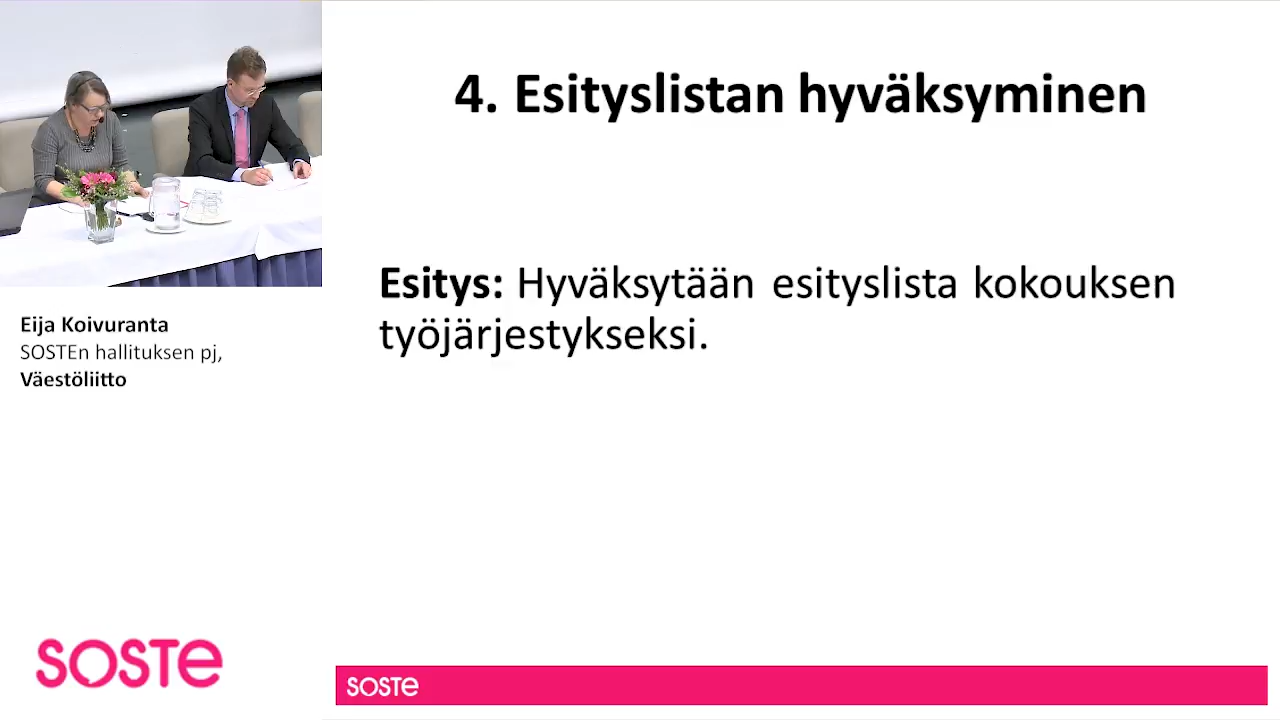 4. Esityslistan hyväksyminen
Esitys: Hyväksytään esityslista kokouksen
työjärjestykseksi.
Eija Koivuranta
SOSTEn hallituksen pj,
Väestöliitto
SOSTE
SOSTE